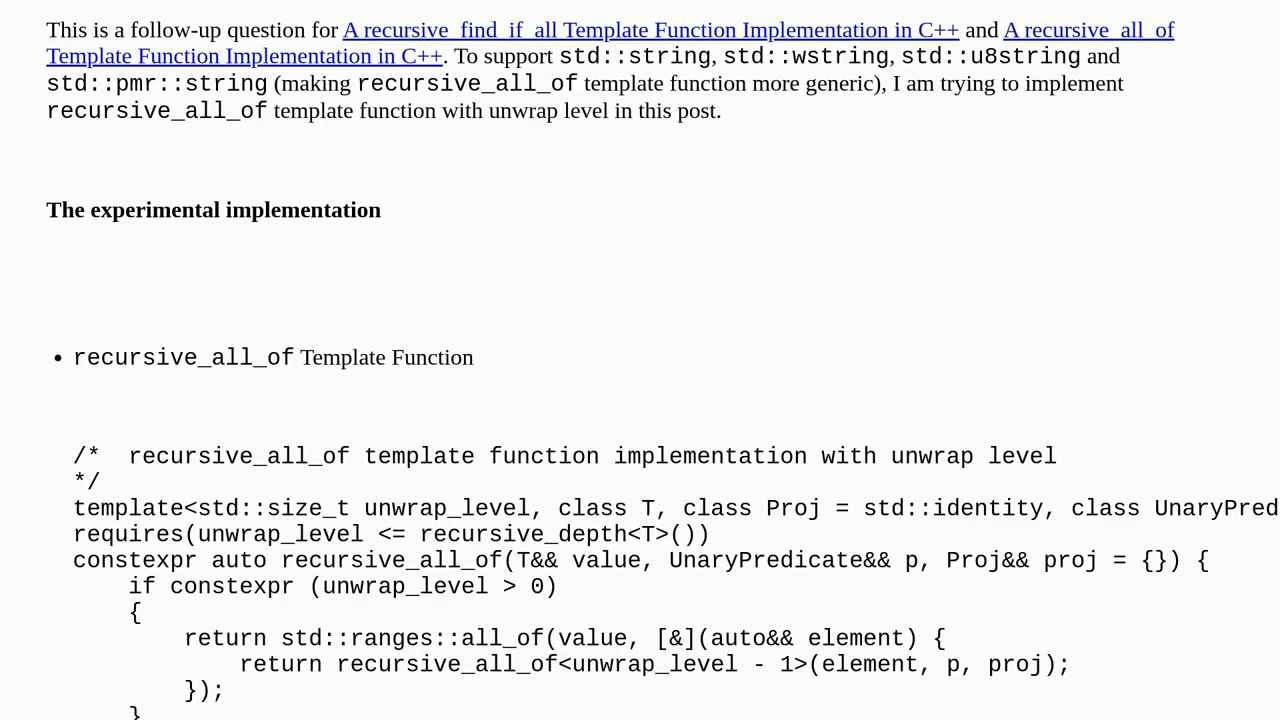 This is a follow-up question for A recursive_find_if_all Template Function Implementation in C++ and A recursive_all_of
Template Function Implementation in C++. To support std::string, std::wstring, std::u8string and
std::pmr::string (making recursive_all_of template function more generic), I am trying to implement
recursive_all_of template function with unwrap level in this post.
The experimental implementation
• recursive_all_of Template Function
/*  recursive_all_of template function implementation with unwrap level
*/
template<std::size_t unwrap_level, class T, class Proj = std::identity, class UnaryPred
requires(unwrap_level <= recursive_depth<T>())
constexpr auto recursive_all_of(T&& value, UnaryPredicate&& p, Proj&& proj = {}) {
    if constexpr (unwrap_level > 0)
    {
        return std::ranges::all_of(value, [&](auto&& element) {
            return recursive_all_of<unwrap_level - 1>(element, p, proj);
        });
    }